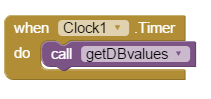 when Clock1 .Timer
do call getDBvalues